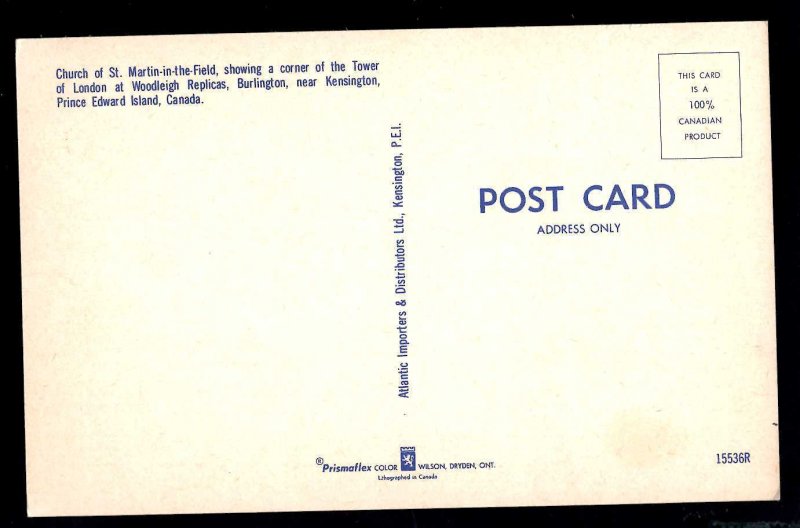 Church of St. Martin-in-the-Field, showing a corner of the Tower
of London at Woodleigh Replicas, Burlington, near Kensington,
Prince Edward Island, Canada.
THIS CARD
IS A
100%
CANADIAN
PRODUCT
Atlantic Importers & Distributors Ltd., Kensington, P.E.I.
POST CARD
ADDRESS ONLY
®Prismaflex COLOR WILSON, DRYDEN, ONT.
Lithographed in Canada
15536R